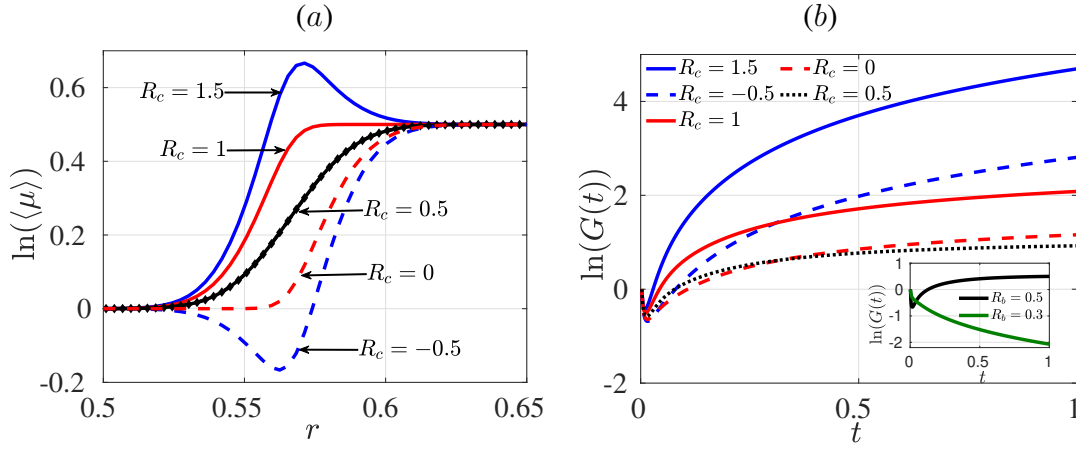 (a)
ln(⟨μ⟩)
0.6
0.4
0.2
0
-0.2
R_c = 1.5
R_c = 1
R_c = 0.5
R_c = 0
R_c = −0.5
0.5
0.55
0.6
0.65
r
(b)
ln(G(t))
4
2
0
-2
R_c = 1.5
R_c = 0
R_c = −0.5
R_c = 0.5
R_c = 1
0
0.5
1
t
ln(G(t))
1
0
-1
-2
R_b = 0.5
R_b = 0.3
0
0.5
1
t